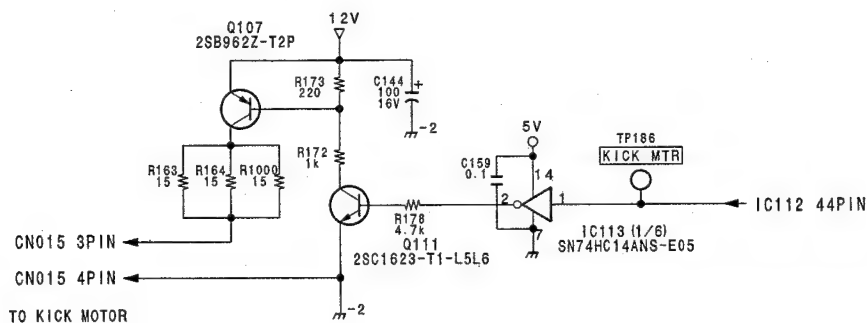 Q107
2SB962Z-T2P
12V
R173
220
C144
100
16V
+
-2
R163
15
R164
15
R1000
15
R172
1k
5V
C159
0.1
14
2
1
7
TP186
KICK MTR
IC112 44PIN
IC113 (1/6)
SN74HC14ANS-E05
R178
4.7k
Q111
2SC1623-T1-L5L6
CN015 3PIN
CN015 4PIN
-2
TO KICK MOTOR